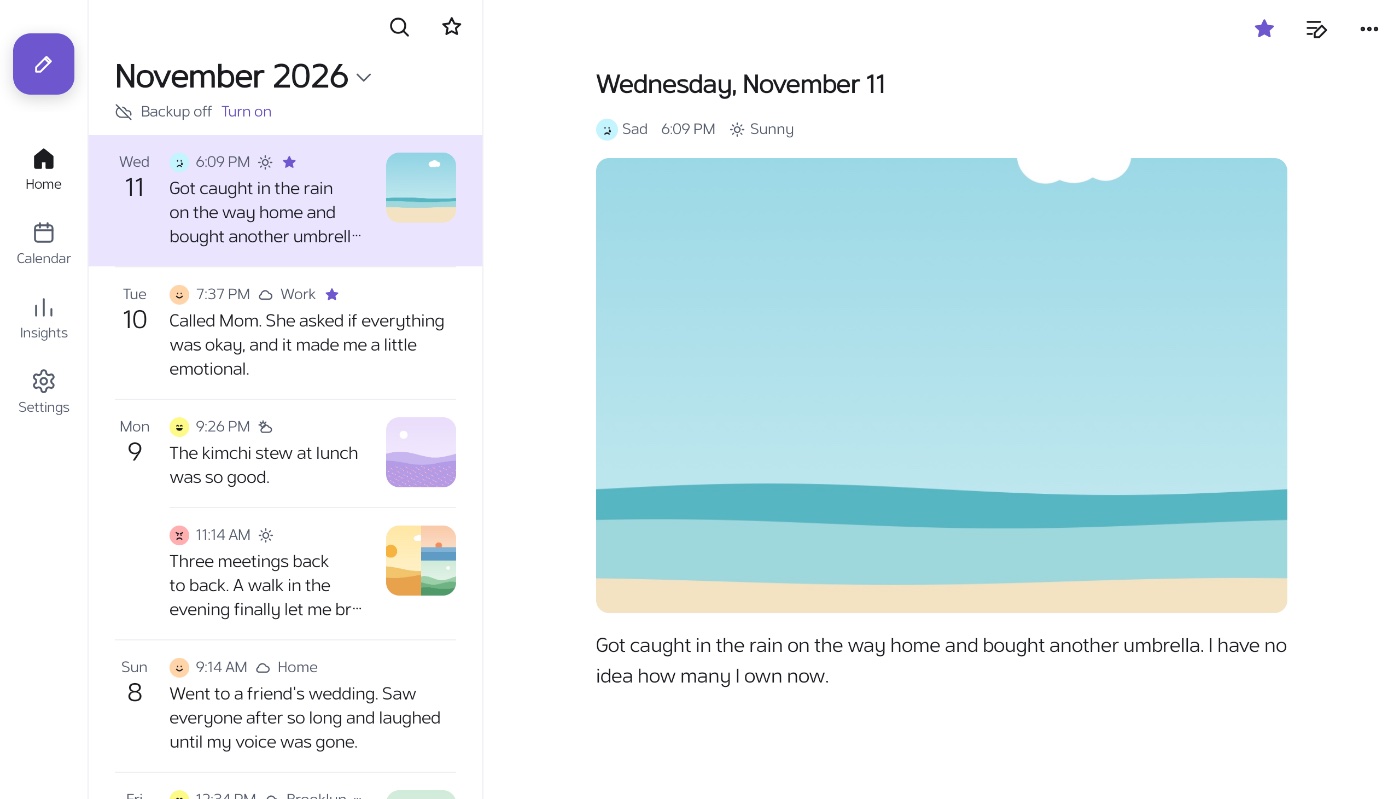 Home
Calendar
Insights
Settings
November 2026
Backup off Turn on
Wed
11
6:09 PM
Got caught in the rain
on the way home and
bought another umbrell…
Tue
10
7:37 PM Work
Called Mom. She asked if everything
was okay, and it made me a little
emotional.
Mon
9
9:26 PM
The kimchi stew at lunch
was so good.
11:14 AM
Three meetings back
to back. A walk in the
evening finally let me br…
Sun
8
9:14 AM Home
Went to a friend's wedding. Saw
everyone after so long and laughed
until my voice was gone.
Fri
12:34 PM Brooklyn …
Wednesday, November 11
Sad 6:09 PM Sunny
Got caught in the rain on the way home and bought another umbrella. I have no
idea how many I own now.